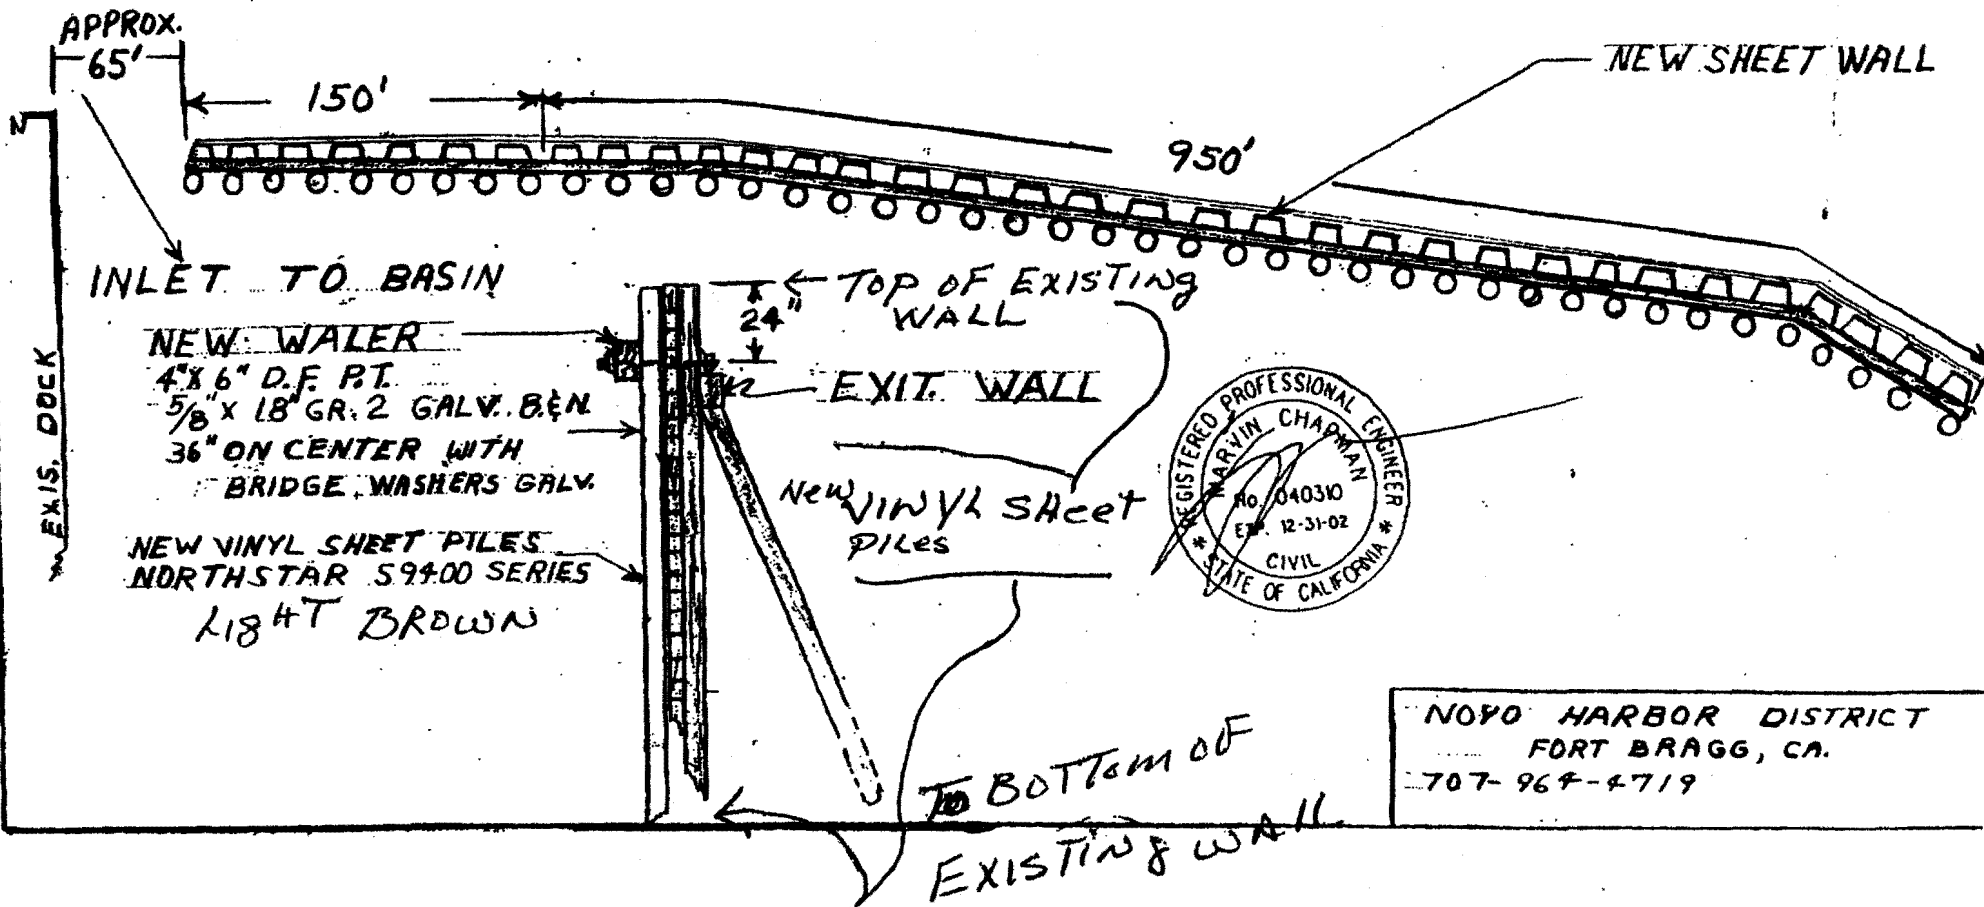 APPROX.
65'
150'
NEW SHEET WALL
950'
N
INLET TO BASIN
TOP OF EXISTING
WALL
24"
NEW WALER
4"X 6" D.F. P.T.
5/8" X 18" GR. 2 GALV. B.&N.
36" ON CENTER WITH
BRIDGE WASHERS GALV.
EXIT. WALL
EXIS. DOCK
New VINYL SHeet
PILes
NEW VINYL SHEET PILES
NORTHSTAR S9400 SERIES
LigHT BROWN
REGISTERED PROFESSIONAL ENGINEER
MARVIN CHAPMAN
No. 040310
EXP. 12-31-02
CIVIL
* STATE OF CALIFORNIA *
To BOTTom OF
EXISTINg WAll
NOYO HARBOR DISTRICT
FORT BRAGG, CA.
707-964-4719